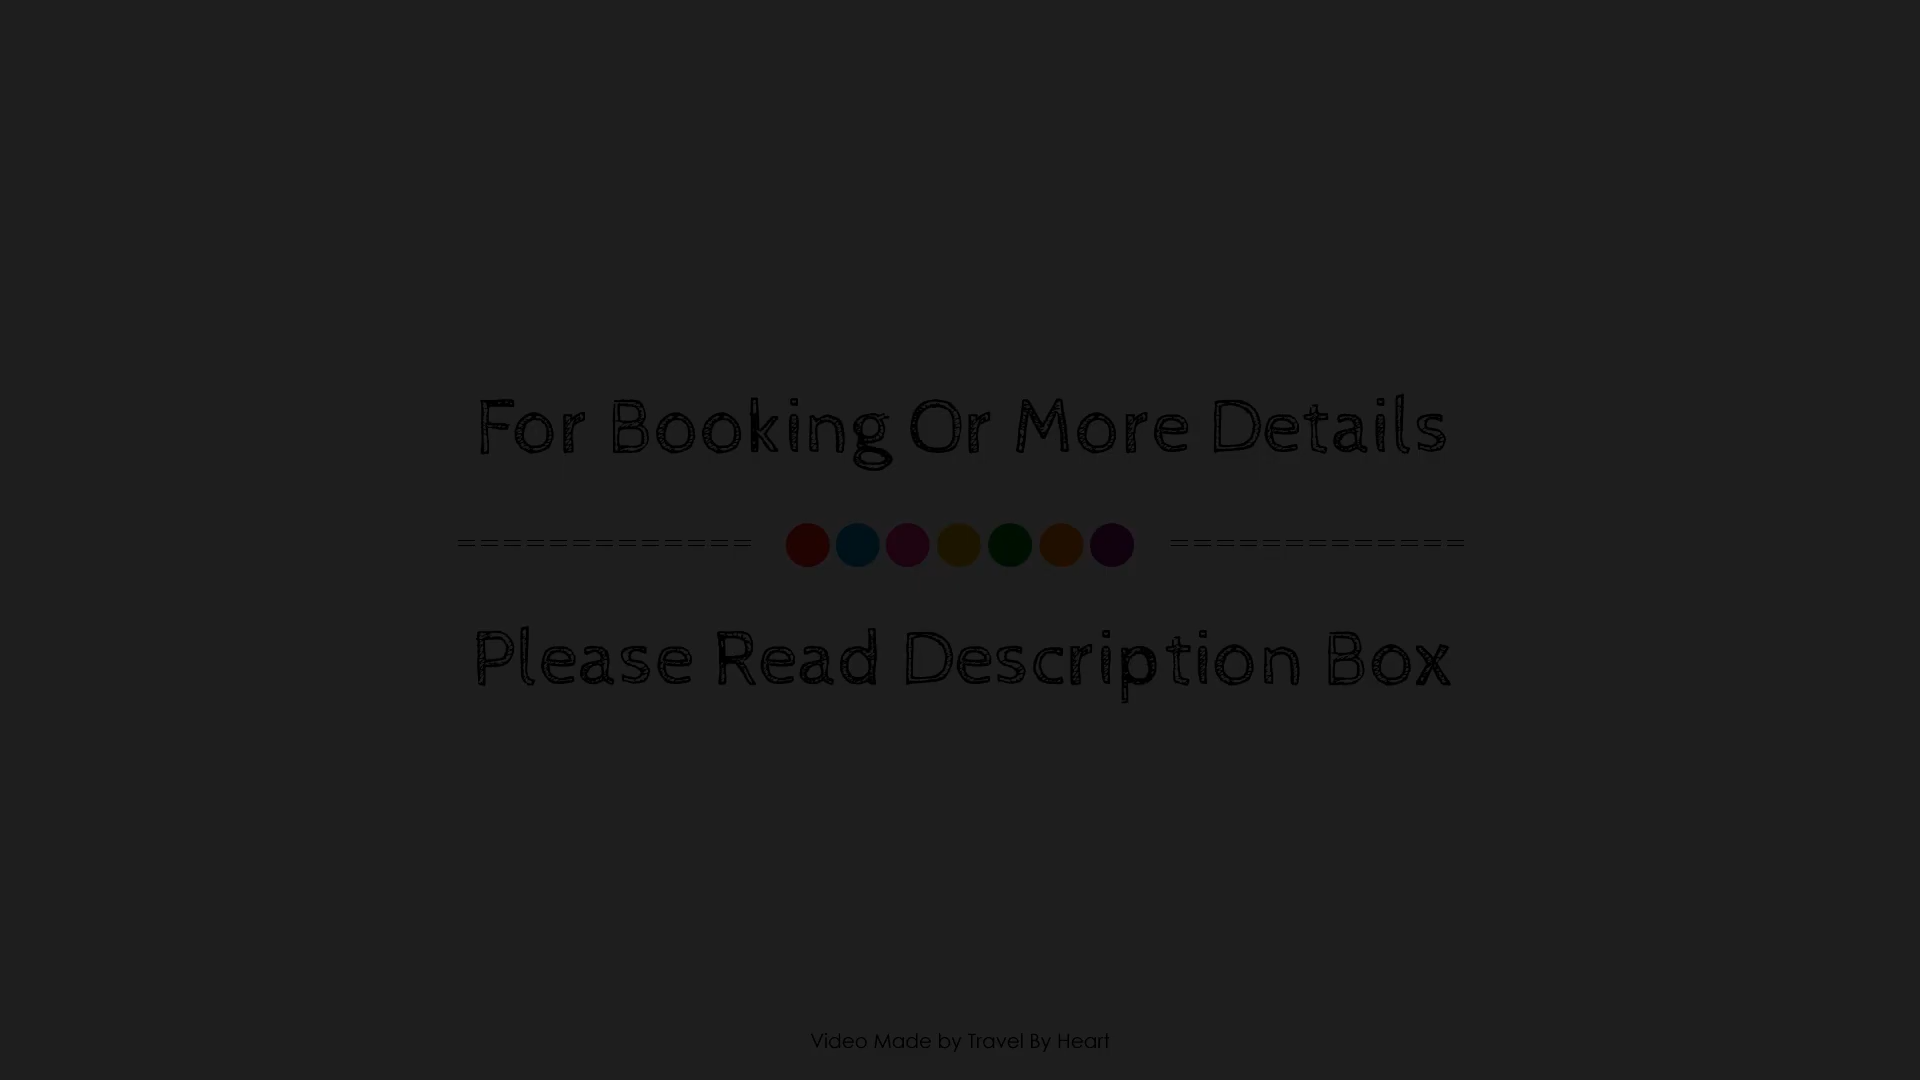 For Booking Or More Details
============= =============
Please Read Description Box
Video Made by Travel By Heart